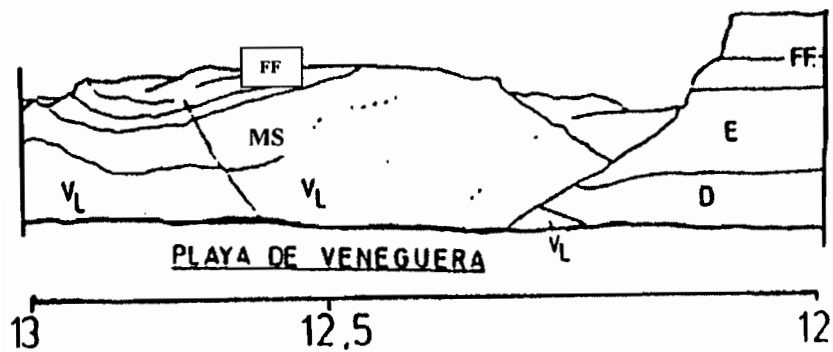 FF
FF
MS
E
VL
VL
D
VL
PLAYA DE VENEGUERA
13
12,5
12